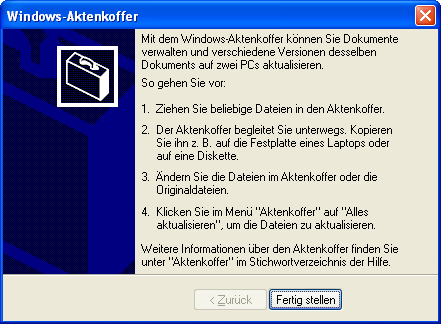 Windows-Aktenkoffer
Mit dem Windows-Aktenkoffer können Sie Dokumente
verwalten und verschiedene Versionen desselben
Dokuments auf zwei PCs aktualisieren.
So gehen Sie vor:
1. Ziehen Sie beliebige Dateien in den Aktenkoffer.
2. Der Aktenkoffer begleitet Sie unterwegs. Kopieren
Sie ihn z. B. auf die Festplatte eines Laptops oder
auf eine Diskette.
3. Ändern Sie die Dateien im Aktenkoffer oder die
Originaldateien.
4. Klicken Sie im Menü "Aktenkoffer" auf "Alles
aktualisieren", um die Dateien zu aktualisieren.
Weitere Informationen über den Aktenkoffer finden Sie
unter "Aktenkoffer" im Stichwortverzeichnis der Hilfe.
< Zurück Fertig stellen